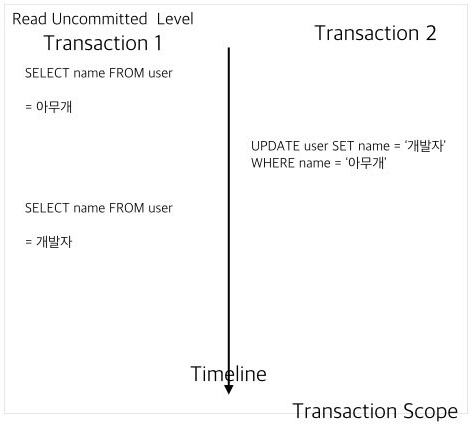 Read Uncommitted Level
Transaction 1
Transaction 2
SELECT name FROM user
= 아무개
UPDATE user SET name = ‘개발자’
WHERE name = ‘아무개’
SELECT name FROM user
= 개발자
Timeline
Transaction Scope